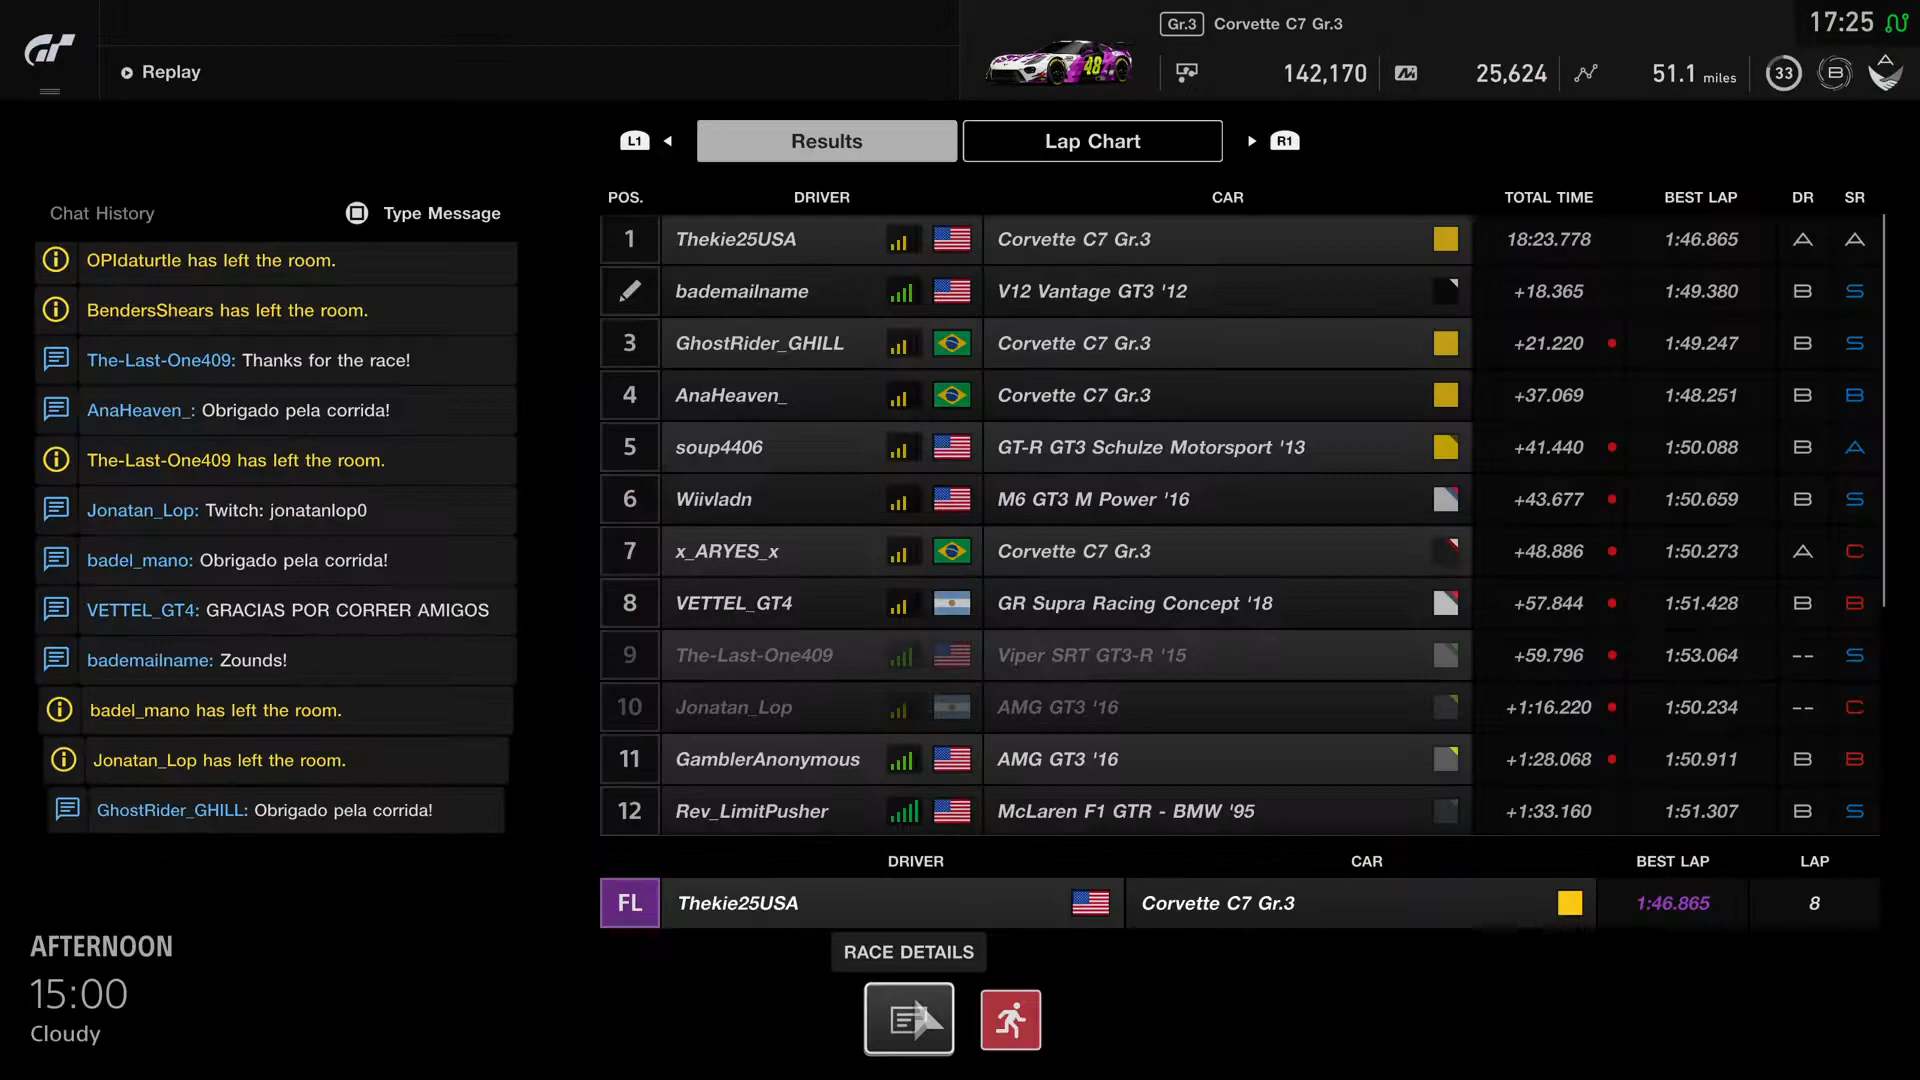 Gr.3 Corvette C7 Gr.3
17:25
Replay
48
142,170 25,624 51.1 miles 33 B A
L1 Results Lap Chart R1
Chat History Type Message
OPIdaturtle has left the room.
BendersShears has left the room.
The-Last-One409: Thanks for the race!
AnaHeaven_: Obrigado pela corrida!
The-Last-One409 has left the room.
Jonatan_Lop: Twitch: jonatanlop0
badel_mano: Obrigado pela corrida!
VETTEL_GT4: GRACIAS POR CORRER AMIGOS
bademailname: Zounds!
badel_mano has left the room.
Jonatan_Lop has left the room.
GhostRider_GHILL: Obrigado pela corrida!
POS. DRIVER CAR TOTAL TIME BEST LAP DR SR
1 Thekie25USA Corvette C7 Gr.3 18:23.778 1:46.865 A A
bademailname V12 Vantage GT3 '12 +18.365 1:49.380 B S
3 GhostRider_GHILL Corvette C7 Gr.3 +21.220 1:49.247 B S
4 AnaHeaven_ Corvette C7 Gr.3 +37.069 1:48.251 B B
5 soup4406 GT-R GT3 Schulze Motorsport '13 +41.440 1:50.088 B A
6 Wiivladn M6 GT3 M Power '16 +43.677 1:50.659 B S
7 x_ARYES_x Corvette C7 Gr.3 +48.886 1:50.273 A C
8 VETTEL_GT4 GR Supra Racing Concept '18 +57.844 1:51.428 B B
9 The-Last-One409 Viper SRT GT3-R '15 +59.796 1:53.064 -- S
10 Jonatan_Lop AMG GT3 '16 +1:16.220 1:50.234 -- C
11 GamblerAnonymous AMG GT3 '16 +1:28.068 1:50.911 B B
12 Rev_LimitPusher McLaren F1 GTR - BMW '95 +1:33.160 1:51.307 B S
DRIVER CAR BEST LAP LAP
FL Thekie25USA Corvette C7 Gr.3 1:46.865 8
RACE DETAILS
AFTERNOON
15:00
Cloudy